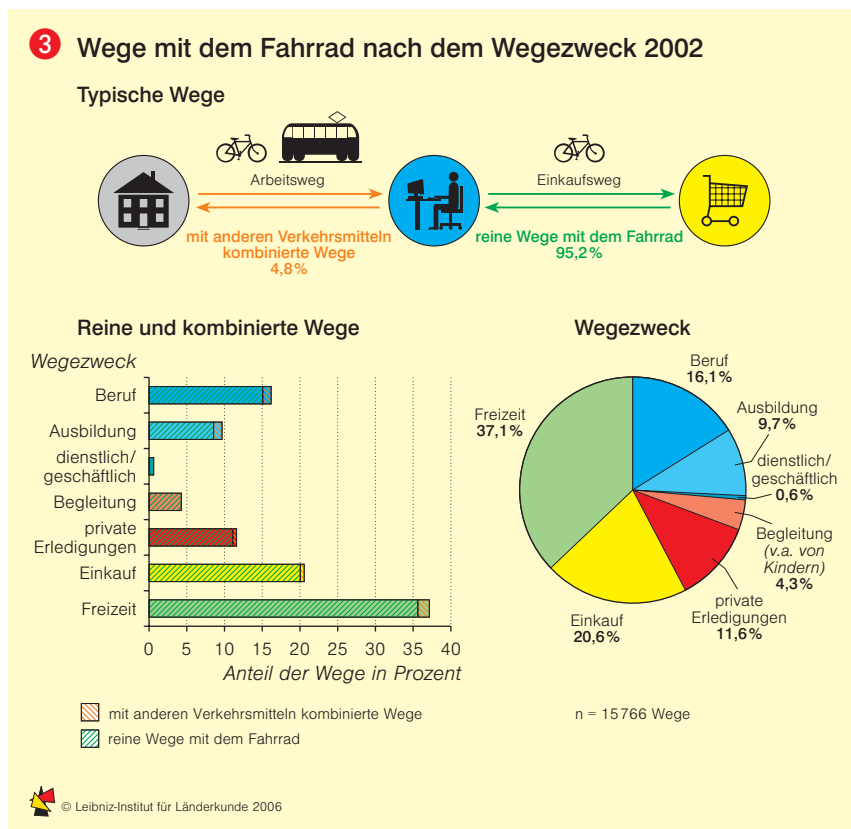 3 Wege mit dem Fahrrad nach dem Wegezweck 2002
Typische Wege
Arbeitsweg
Einkaufsweg
mit anderen Verkehrsmitteln
kombinierte Wege
4,8%
reine Wege mit dem Fahrrad
95,2%
Reine und kombinierte Wege
Wegezweck
Beruf
Ausbildung
dienstlich/
geschäftlich
Begleitung
private
Erledigungen
Einkauf
Freizeit
0 5 10 15 20 25 30 35 40
Anteil der Wege in Prozent
mit anderen Verkehrsmitteln kombinierte Wege
reine Wege mit dem Fahrrad
Wegezweck
Beruf
16,1%
Ausbildung
9,7%
dienstlich/
geschäftlich
0,6%
Begleitung
(v.a. von
Kindern)
4,3%
private
Erledigungen
11,6%
Einkauf
20,6%
Freizeit
37,1%
n = 15766 Wege
© Leibniz-Institut für Länderkunde 2006